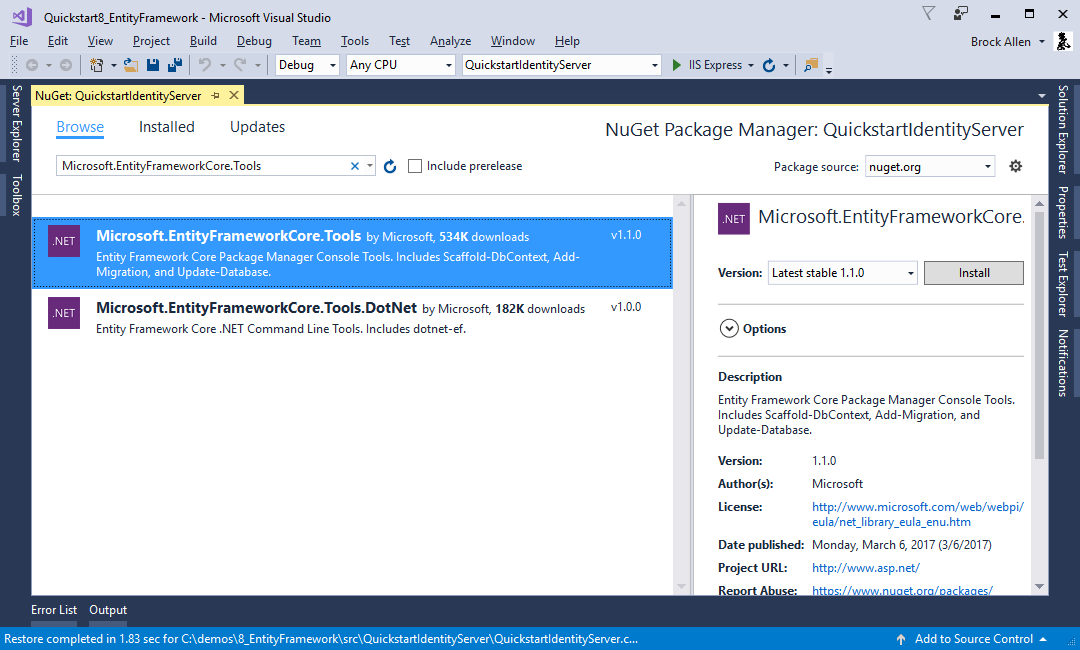 Quickstart8_EntityFramework - Microsoft Visual Studio
File Edit View Project Build Debug Team Tools Test Analyze Window Help
Brock Allen
Debug Any CPU QuickstartIdentityServer IIS Express
Server Explorer
Toolbox
NuGet: QuickstartIdentityServer
Browse Installed Updates
NuGet Package Manager: QuickstartIdentityServer
Microsoft.EntityFrameworkCore.Tools
Include prerelease
Package source: nuget.org
.NET
Microsoft.EntityFrameworkCore.Tools by Microsoft, 534K downloads v1.1.0
Entity Framework Core Package Manager Console Tools. Includes Scaffold-DbContext, Add-
Migration, and Update-Database.
.NET
Microsoft.EntityFrameworkCore.Tools.DotNet by Microsoft, 182K downloads v1.0.0
Entity Framework Core .NET Command Line Tools. Includes dotnet-ef.
.NET
Microsoft.EntityFrameworkCore.
Version: Latest stable 1.1.0 Install
Options
Description
Entity Framework Core Package Manager Console Tools.
Includes Scaffold-DbContext, Add-Migration, and
Update-Database.
Version: 1.1.0
Author(s): Microsoft
License: http://www.microsoft.com/web/webpi/
eula/net_library_eula_enu.htm
Date published: Monday, March 6, 2017 (3/6/2017)
Project URL: http://www.asp.net/
Report Abuse: https://www.nuget.org/packages/
Solution Explorer
Properties
Test Explorer
Notifications
Error List Output
Restore completed in 1.83 sec for C:\demos\8_EntityFramework\src\QuickstartIdentityServer\QuickstartIdentityServer.c...
Add to Source Control